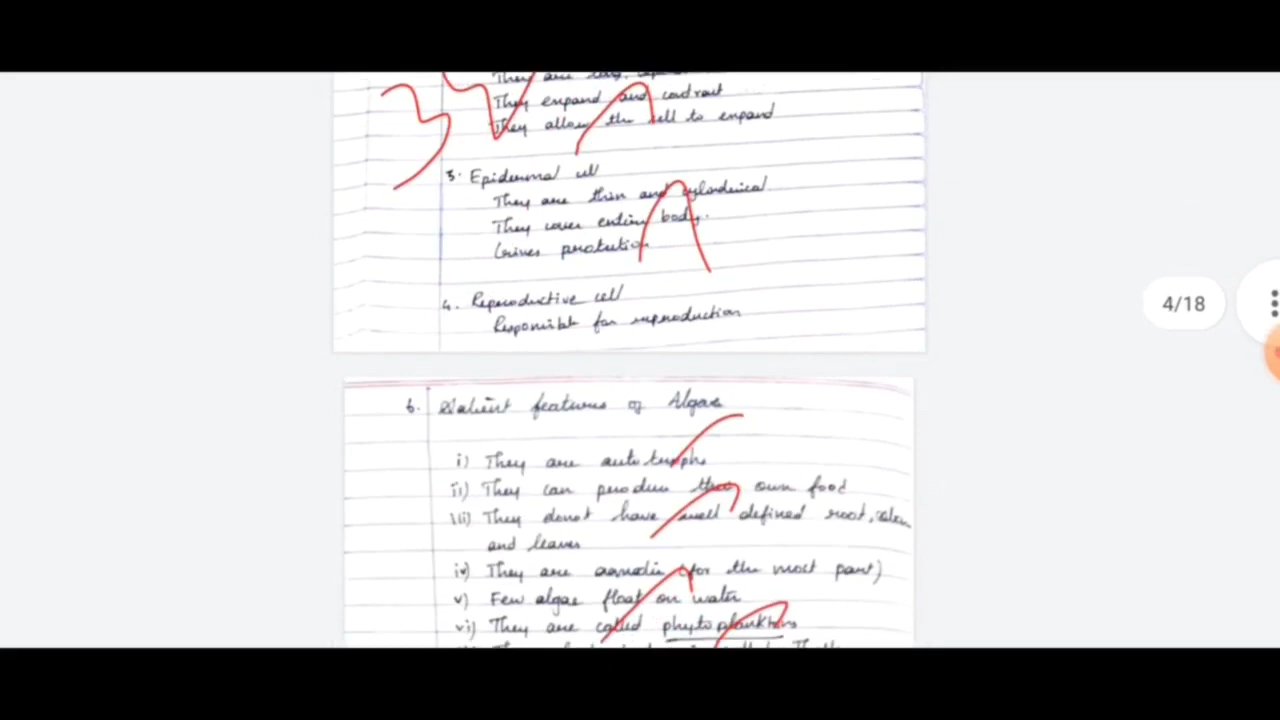 They are
They expand and contract
They allow the cell to expand
3. Epidermal cell
They are thin and cylindrical
They cover entire body.
Gives protection
4. Reproductive cell
Responsible for reproduction
4/18
6. Salient features of Algae
i) They are autotrophs
ii) They can produce their own food
iii) They donot have well defined root, stem
and leaves
iv) They are (for the most part)
v) Few algae float on water
vi) They are called phytoplanktons